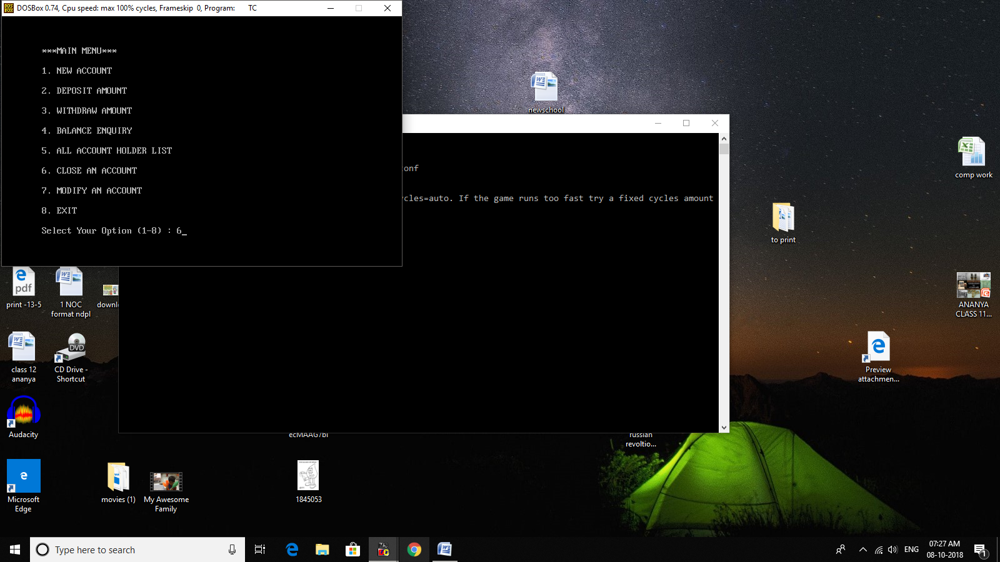 DOSBox 0.74, Cpu speed: max 100% cycles, Frameskip 0, Program: TC
***MAIN MENU***
1. NEW ACCOUNT
2. DEPOSIT AMOUNT
3. WITHDRAW AMOUNT
4. BALANCE ENQUIRY
5. ALL ACCOUNT HOLDER LIST
6. CLOSE AN ACCOUNT
7. MODIFY AN ACCOUNT
8. EXIT
Select Your Option (1-8) : 6_
onf
cles=auto. If the game runs too fast try a fixed cycles amount
newschool
comp work
to print
ANANYA
CLASS 11...
Preview
attachmen...
pdf
print -13-5
1 NOC
format ndpl
downl
class 12
ananya
DVD
CD Drive -
Shortcut
Audacity
russian
revoltio...
Microsoft
Edge
movies (1)
My Awesome
Family
1845053
Type here to search
ENG
07:27 AM
08-10-2018
1